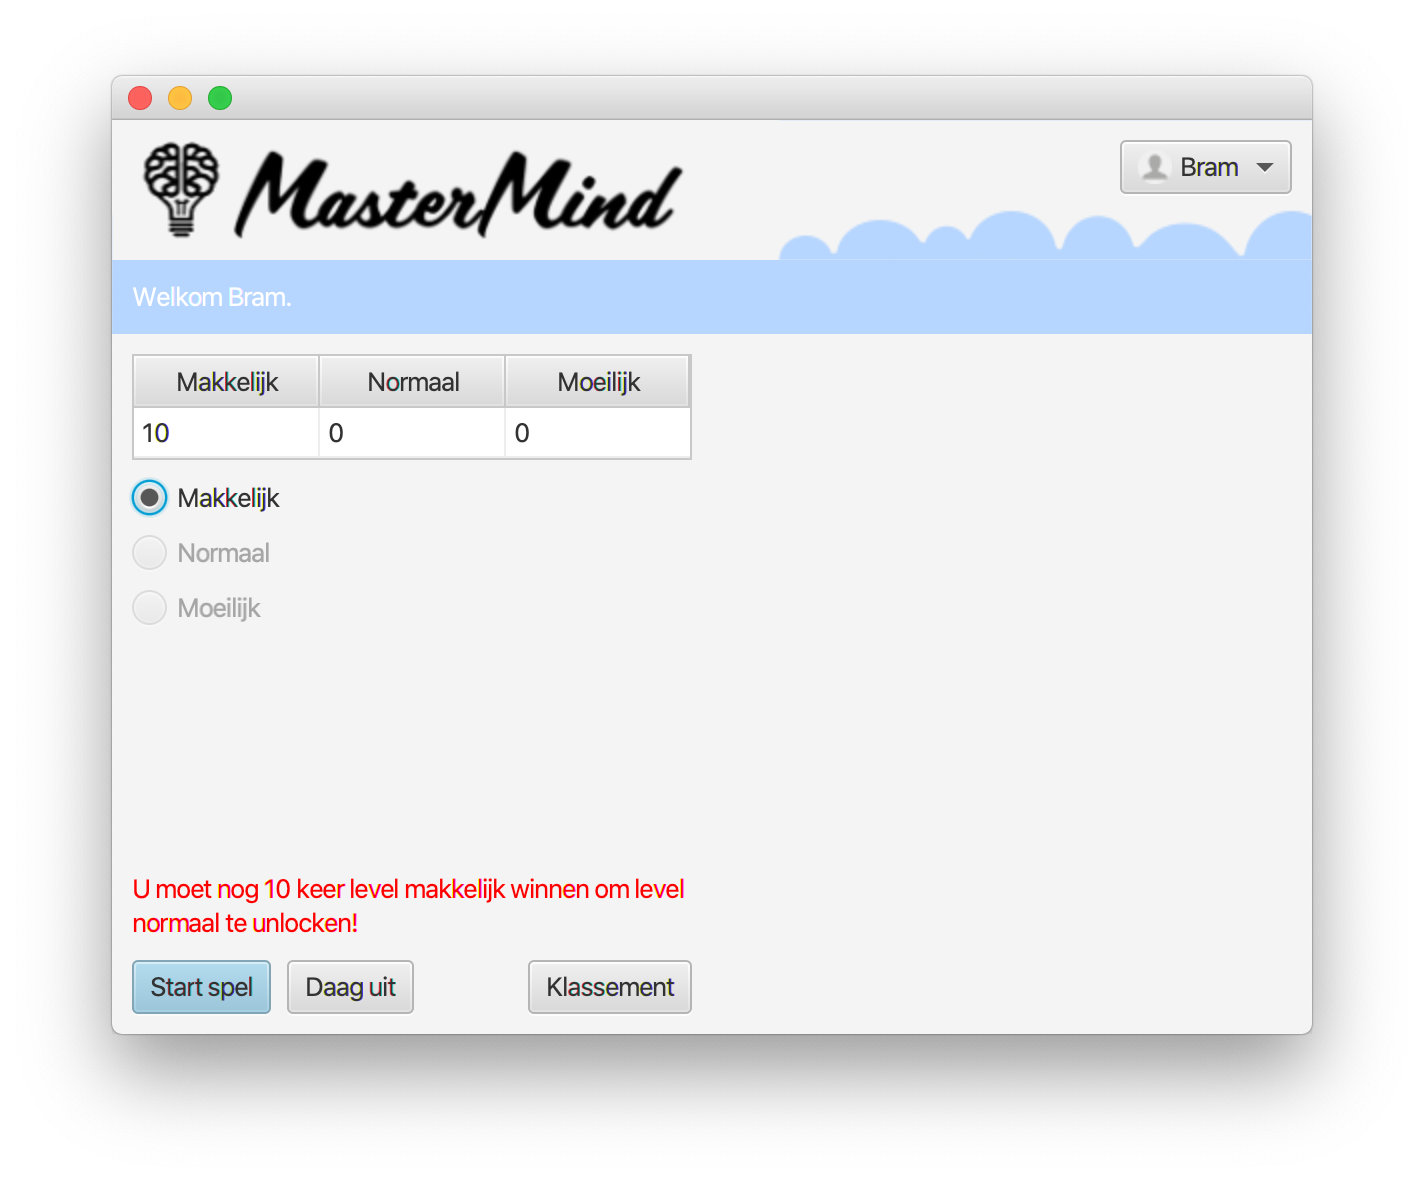 MasterMind
Bram
Welkom Bram.
Makkelijk Normaal Moeilijk
10 0 0
Makkelijk
Normaal
Moeilijk
U moet nog 10 keer level makkelijk winnen om level
normaal te unlocken!
Start spel Daag uit Klassement